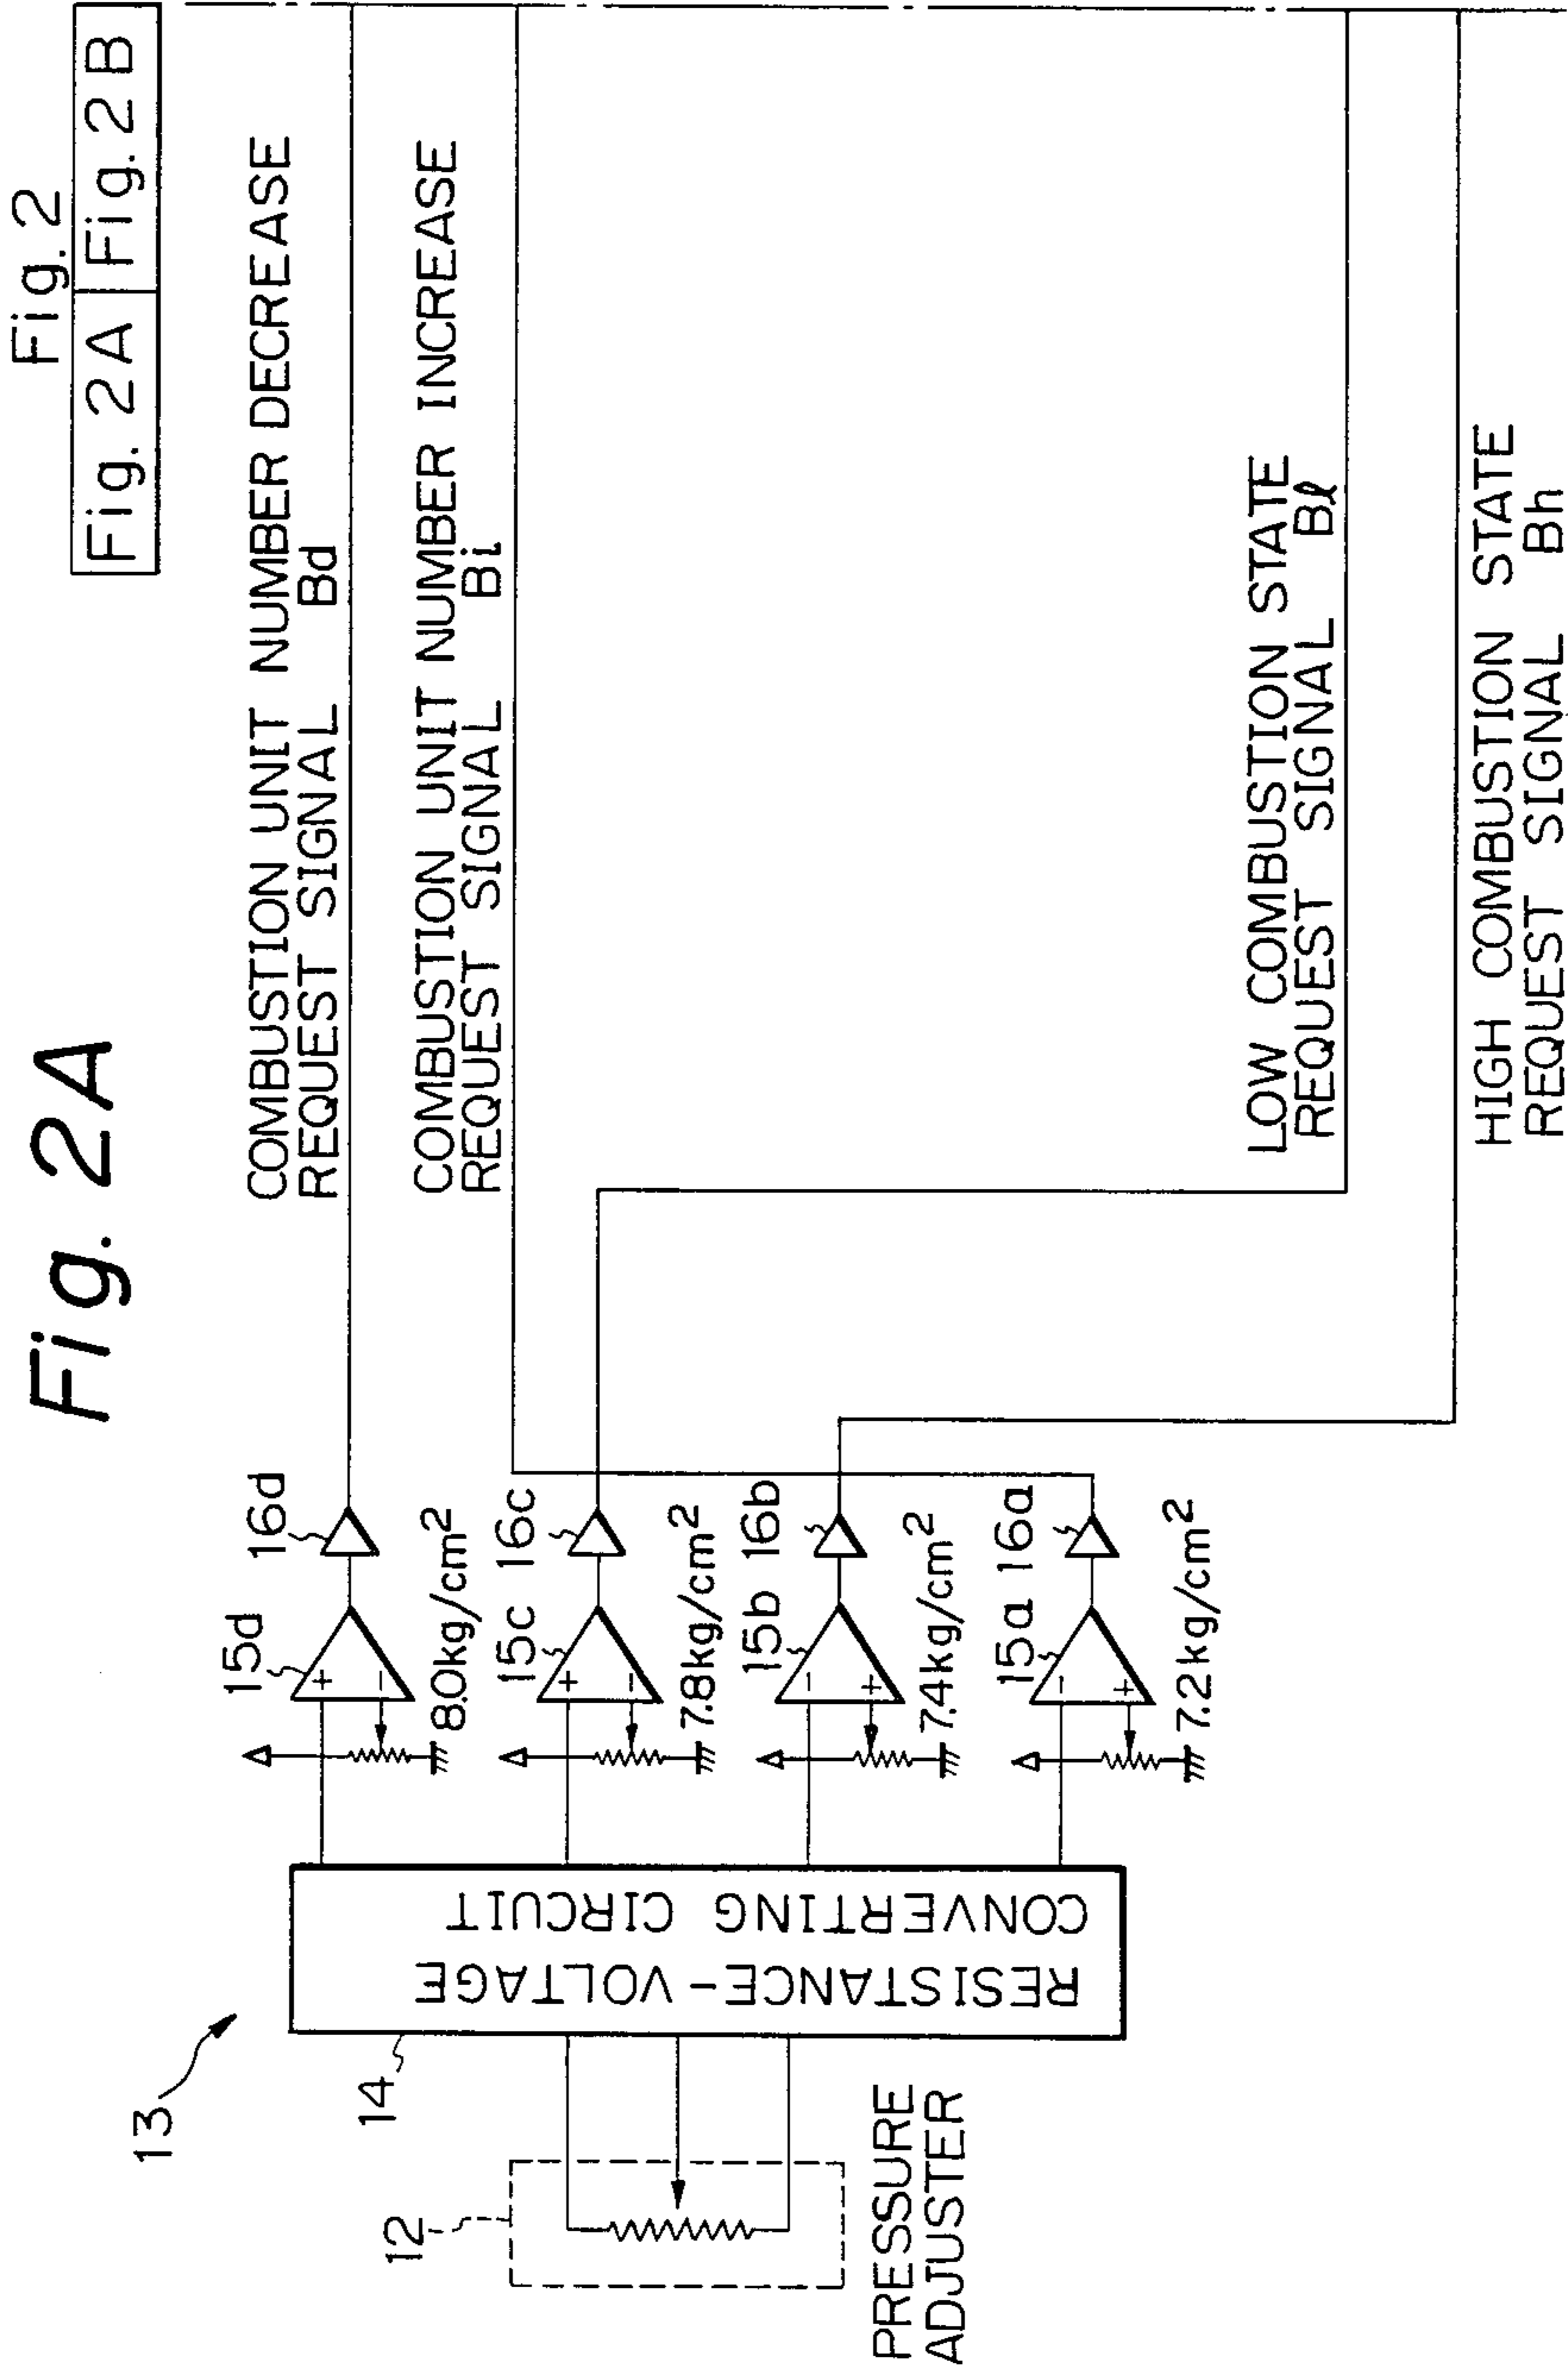 Fig. 2A
Fig. 2
Fig. 2A Fig. 2B
13
12
PRESSURE
ADJUSTER
14
RESISTANCE-VOLTAGE
CONVERTING CIRCUIT
15d
16d
8.0kg/cm²
COMBUSTION UNIT NUMBER DECREASE
REQUEST SIGNAL Bd
15c 16c
7.8kg/cm²
COMBUSTION UNIT NUMBER INCREASE
REQUEST SIGNAL Bi
15b 16b
7.4kg/cm²
LOW COMBUSTION STATE
REQUEST SIGNAL Bℓ
15a 16a
7.2kg/cm²
HIGH COMBUSTION STATE
REQUEST SIGNAL Bh